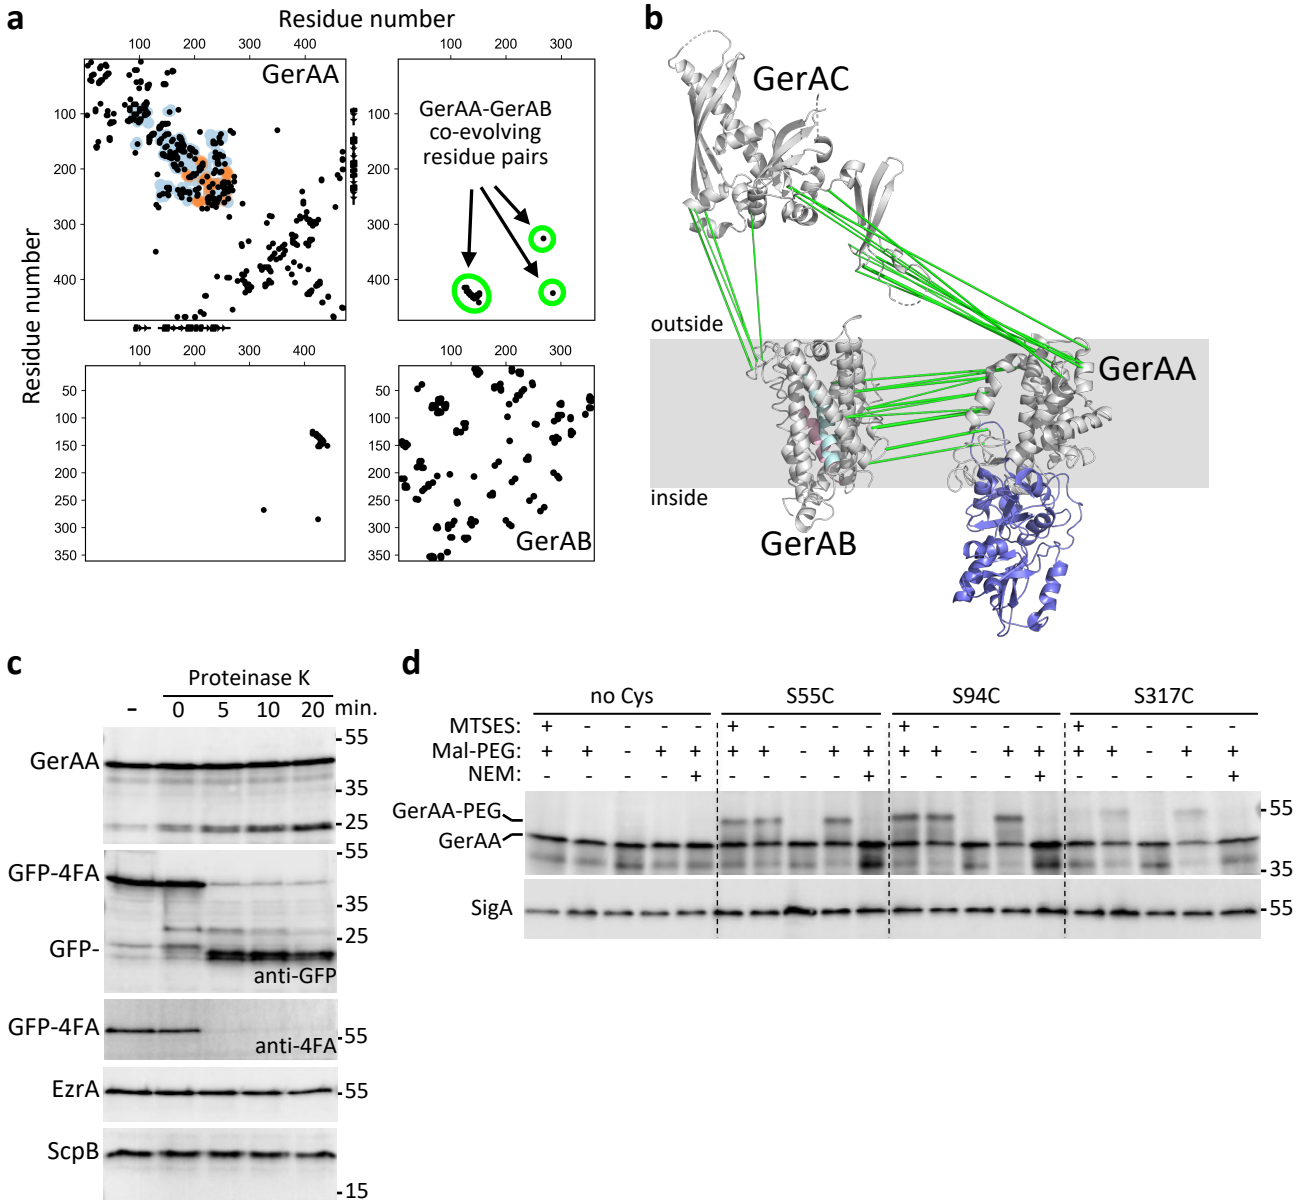 a
Residue number
100 200 300 400
100 200 300
GerAA
100
200
300
400
100
200
300
400
GerAA-GerAB
co-evolving
residue pairs
Residue number
100 200 300 400
100 200 300
50
100
150
200
250
300
350
50
100
150
200
250
300
350
GerAB
b
GerAC
outside
GerAA
inside
GerAB
c
Proteinase K
– 0 5 10 20 min.
GerAA
-55
-35
-25
-55
GFP-4FA
-35
-25
GFP-
anti-GFP
GFP-4FA
-55
anti-4FA
EzrA
-55
ScpB
-15
d
no Cys S55C S94C S317C
MTSES: + - - - - + - - - - + - - - - + - - - -
Mal-PEG: + + - + + + + - + + + + - + + + + - + +
NEM: - - - - + - - - - + - - - - + - - - - +
GerAA-PEG
GerAA
-55
-35
SigA
-55